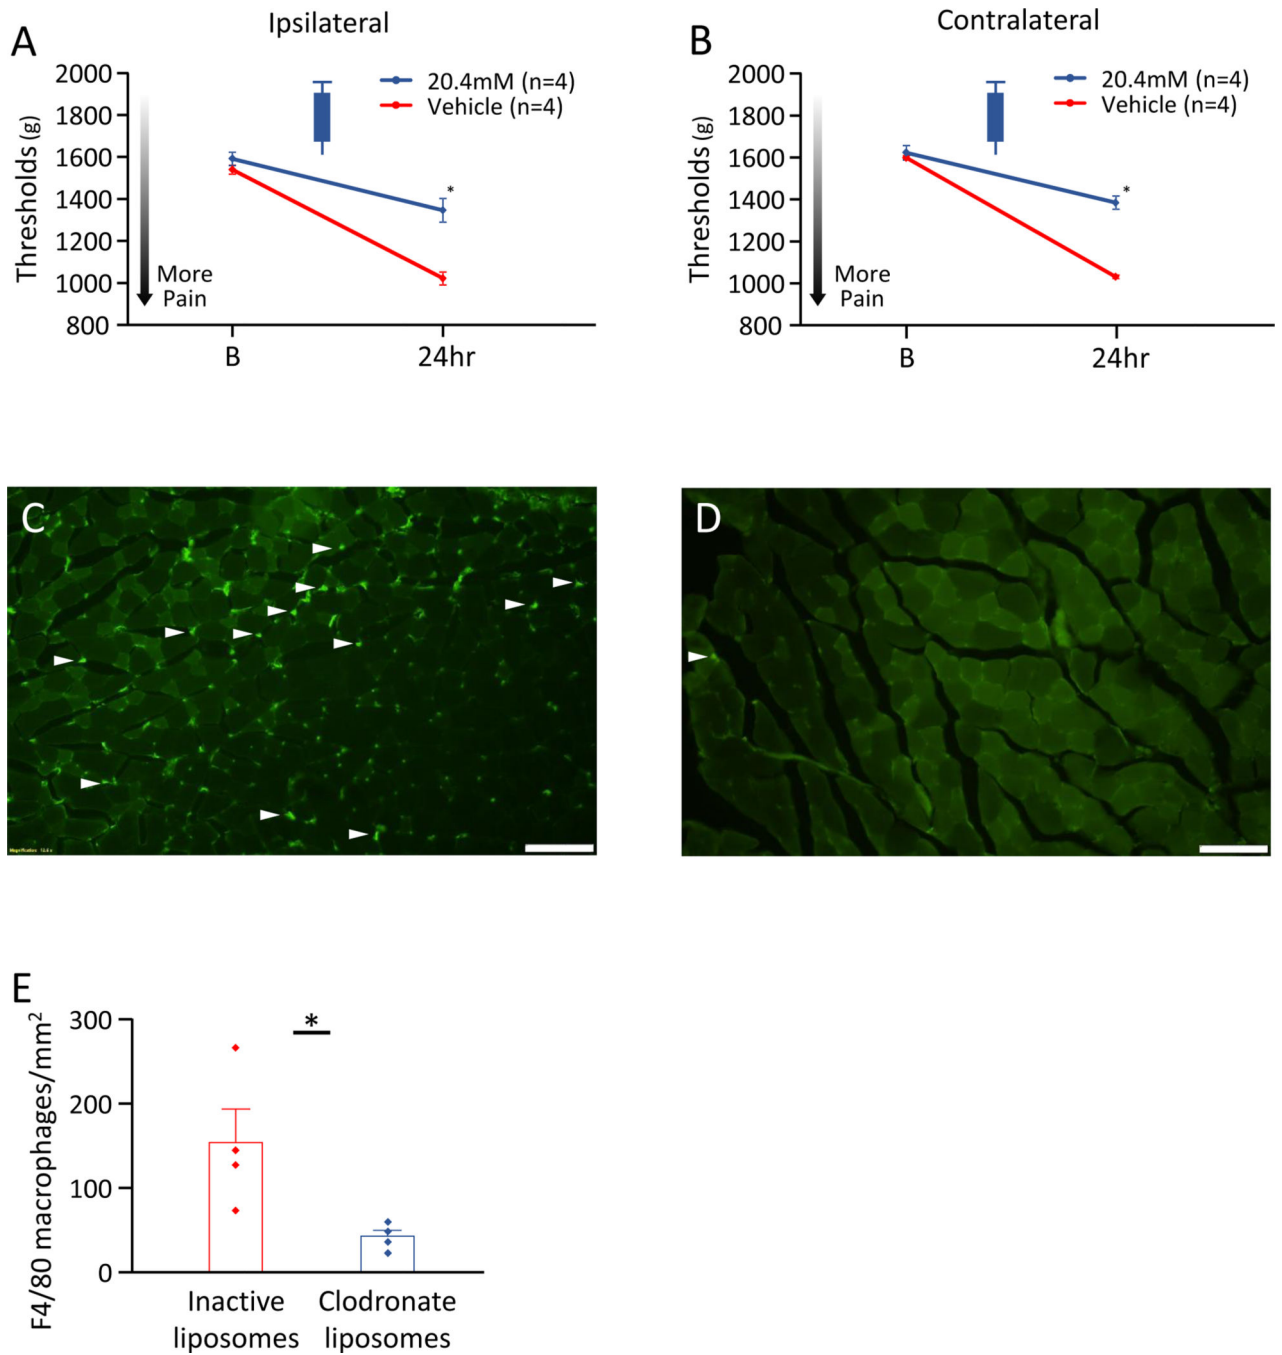 A
Ipsilateral
Thresholds (g)
2000
1800
1600
1400
1200
1000
800
20.4mM (n=4)
Vehicle (n=4)
*
More
Pain
B
24hr
B
Contralateral
Thresholds (g)
2000
1800
1600
1400
1200
1000
800
20.4mM (n=4)
Vehicle (n=4)
*
More
Pain
B
24hr
C
D
E
F4/80 macrophages/mm²
300
200
100
0
*
Inactive
liposomes
Clodronate
liposomes